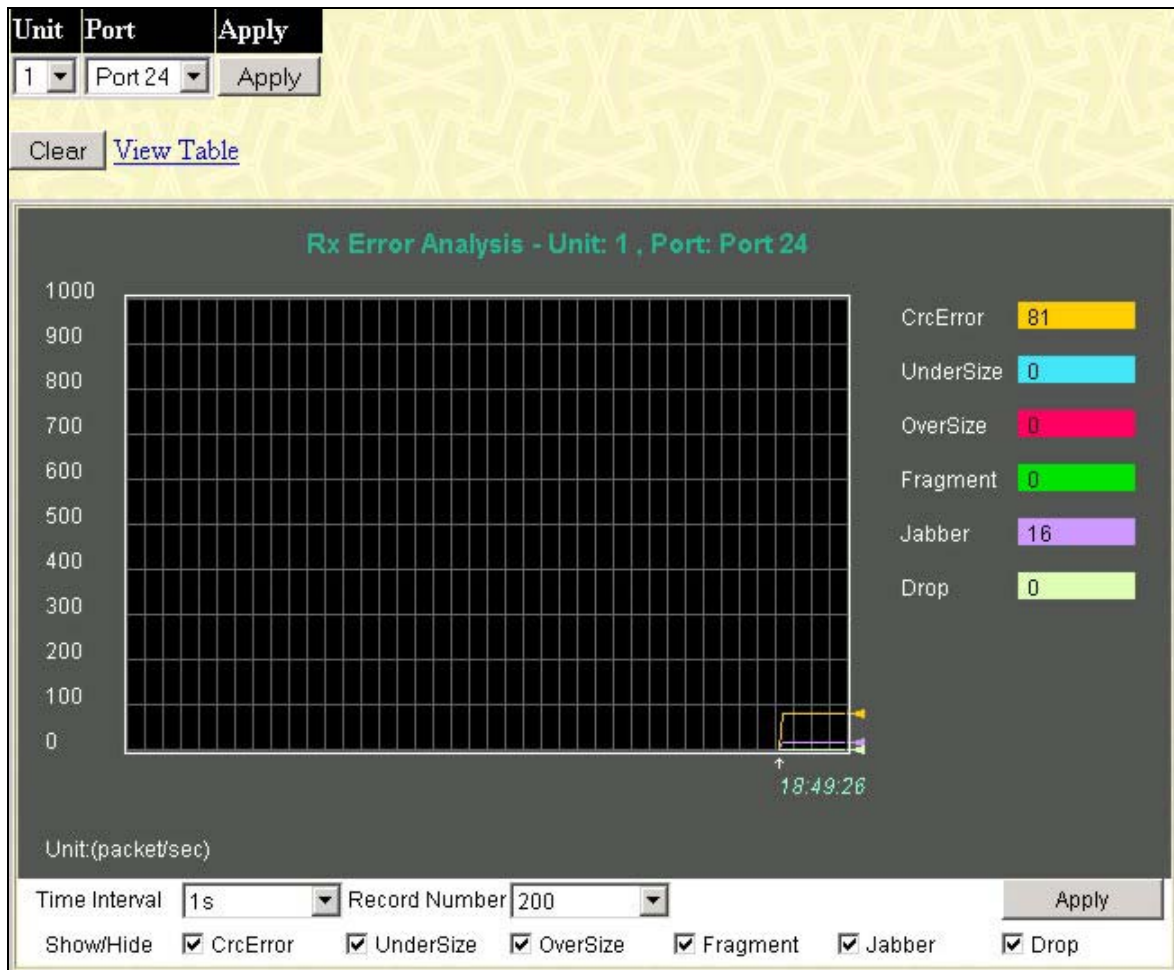 Unit Port Apply
1 Port 24 Apply
Clear View Table
Rx Error Analysis - Unit: 1 , Port: Port 24
1000
900
800
700
600
500
400
300
200
100
0
CrcError 81
UnderSize 0
OverSize 0
Fragment 0
Jabber 16
Drop 0
18:49:26
Unit:(packet/sec)
Time Interval 1s Record Number 200 Apply
Show/Hide CrcError UnderSize OverSize Fragment Jabber Drop